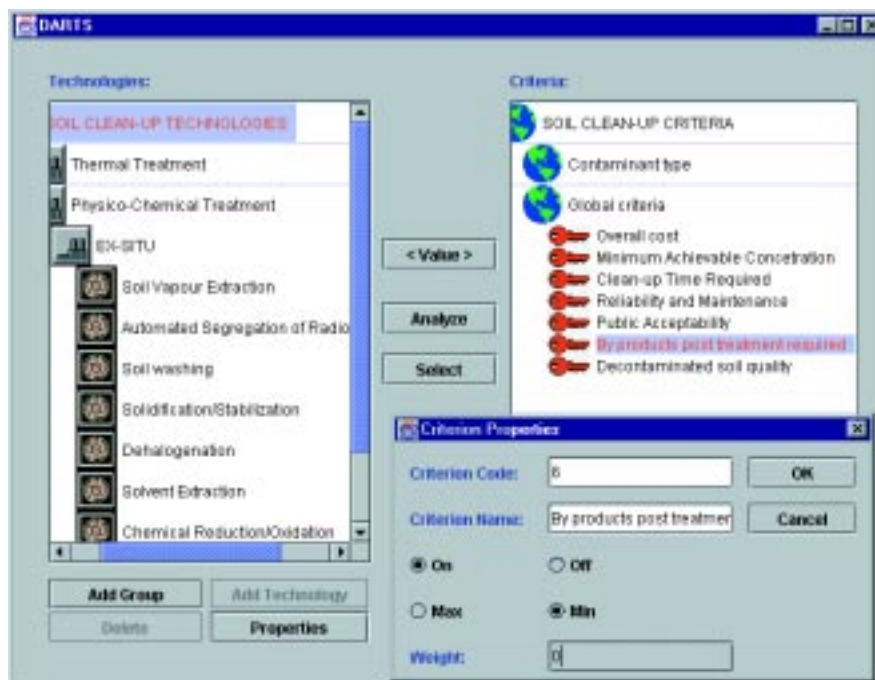 DARTS
Technologies:
SOIL CLEAN-UP TECHNOLOGIES
Thermal Treatment
Physico-Chemical Treatment
EX-SITU
Soil Vapour Extraction
Automated Segregation of Radio
Soil washing
Solidification/Stabilization
Dehalogenation
Solvent Extraction
Chemical Reduction/Oxidation
Add Group
Add Technology
Delete
Properties
< Value >
Analyze
Select
Criteria:
SOIL CLEAN-UP CRITERIA
Contaminant type
Global criteria
Overall cost
Minimum Achievable Concetration
Clean-up Time Required
Reliability and Maintenance
Public Acceptability
By products post treatment required
Decontaminated soil quality
Criterion Properties
Criterion Code:
6
OK
Criterion Name:
By products post treatmer
Cancel
On
Off
Max
Min
Weight:
0